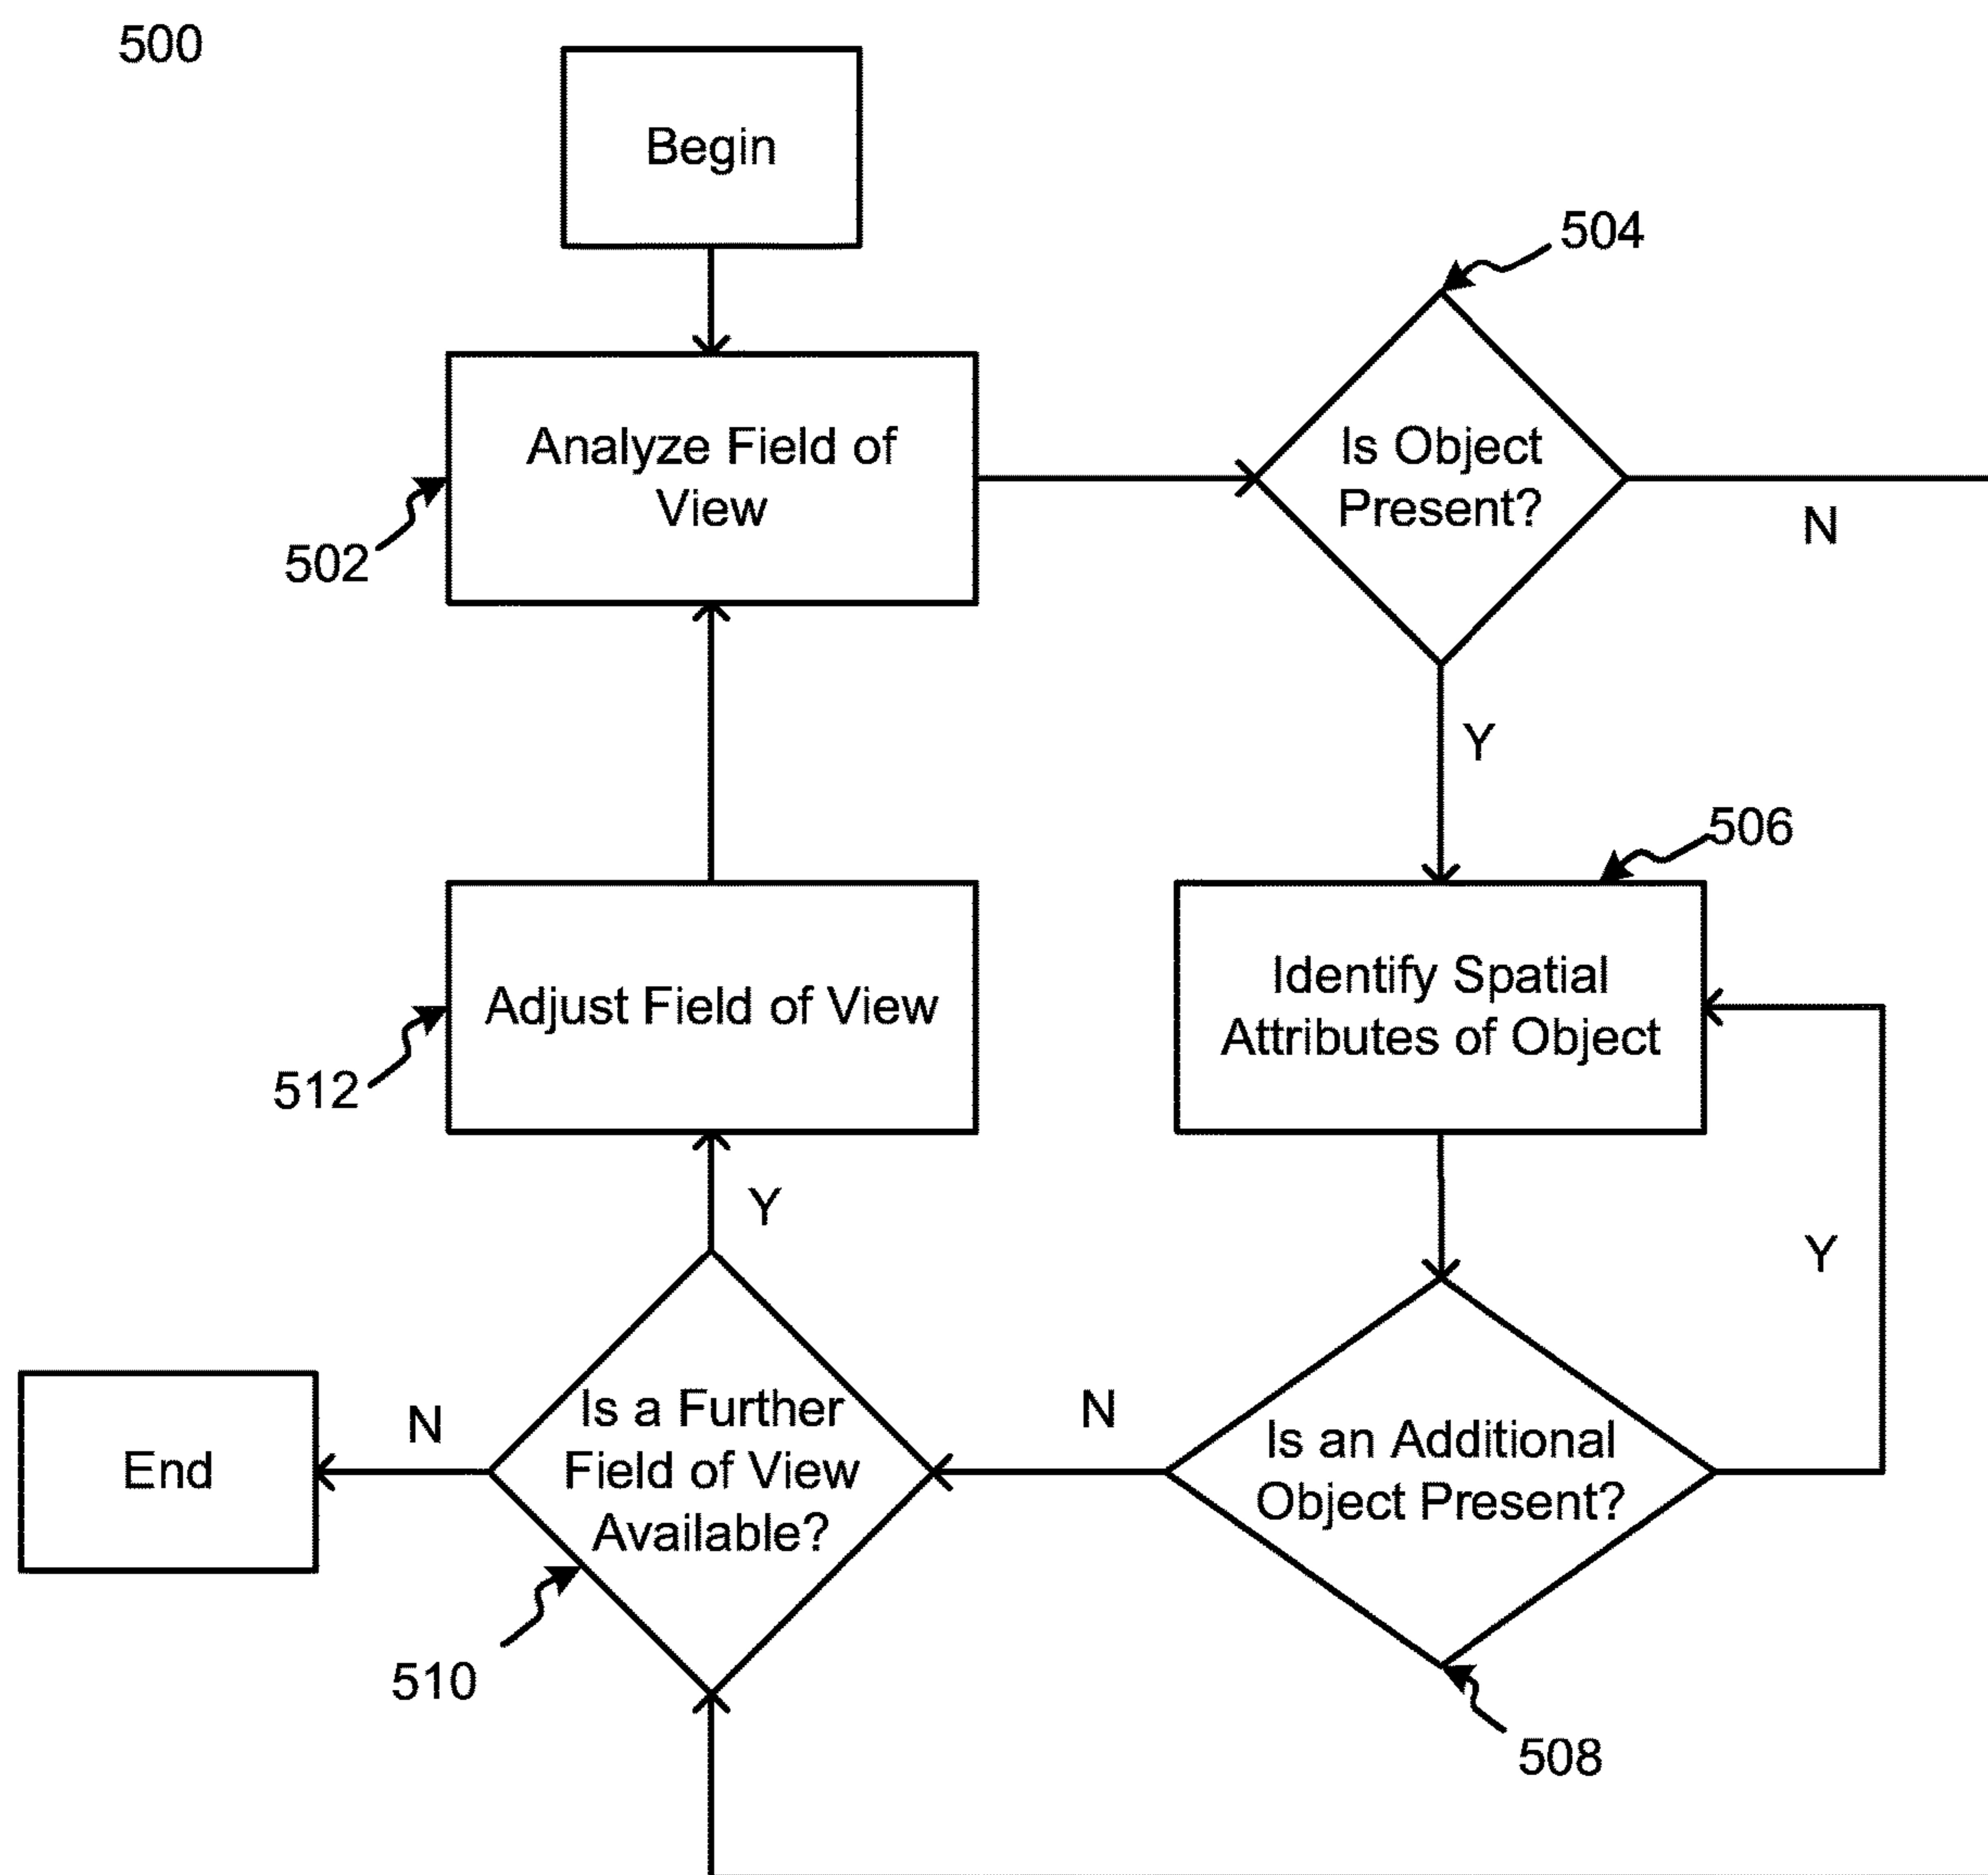 500
Begin
504
Analyze Field of
View
502
Is Object
Present?
N
Y
506
Identify Spatial
Attributes of Object
Adjust Field of View
512
Y
Y
Is a Further
Field of View
Available?
N
End
N
Is an Additional
Object Present?
510
508